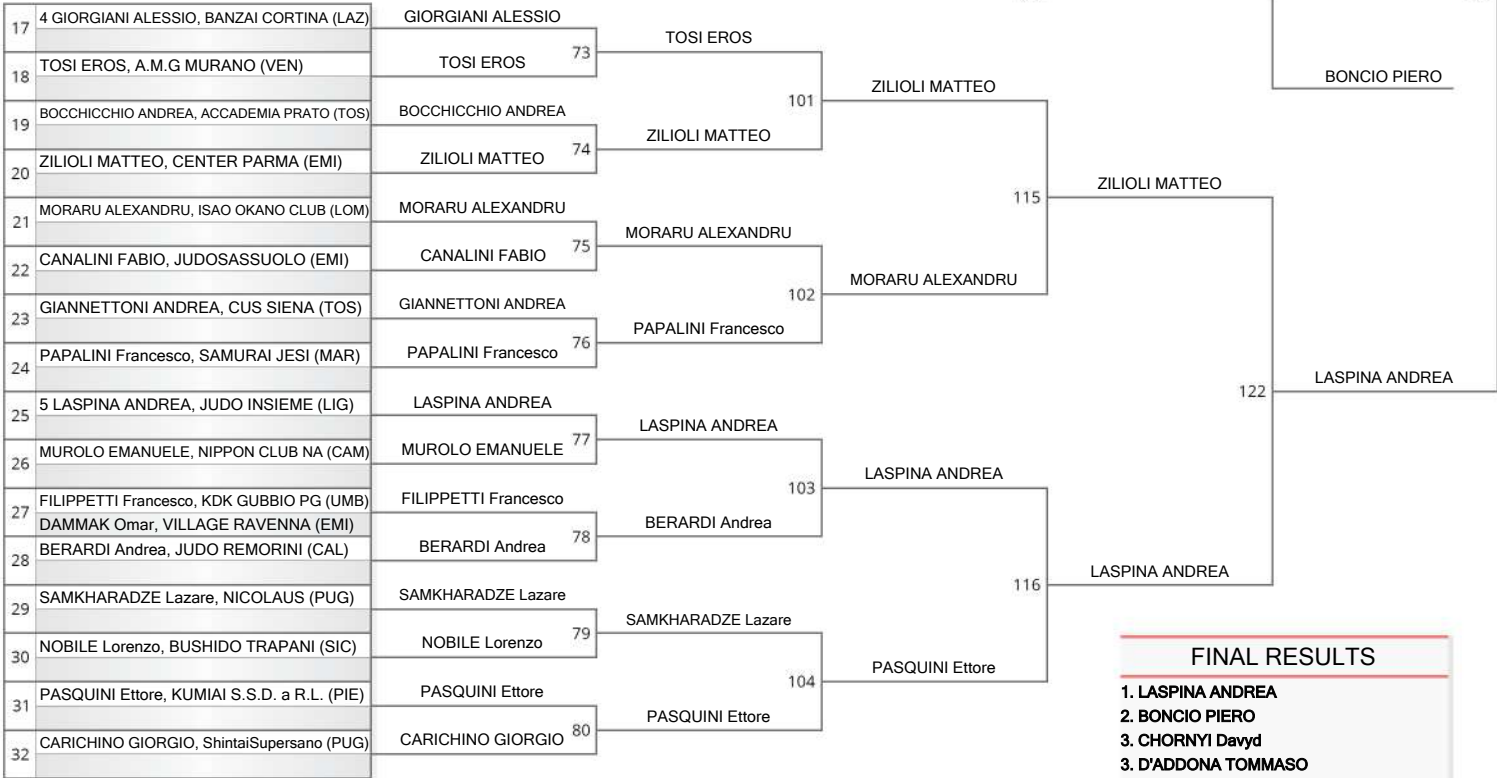 17
4 GIORGIANI ALESSIO, BANZAI CORTINA (LAZ)
18
TOSI EROS, A.M.G MURANO (VEN)
19
BOCCHICCHIO ANDREA, ACCADEMIA PRATO (TOS)
20
ZILIOLI MATTEO, CENTER PARMA (EMI)
21
MORARU ALEXANDRU, ISAO OKANO CLUB (LOM)
22
CANALINI FABIO, JUDOSASSUOLO (EMI)
23
GIANNETTONI ANDREA, CUS SIENA (TOS)
24
PAPALINI Francesco, SAMURAI JESI (MAR)
25
5 LASPINA ANDREA, JUDO INSIEME (LIG)
26
MUROLO EMANUELE, NIPPON CLUB NA (CAM)
27
FILIPPETTI Francesco, KDK GUBBIO PG (UMB)
DAMMAK Omar, VILLAGE RAVENNA (EMI)
28
BERARDI Andrea, JUDO REMORINI (CAL)
29
SAMKHARADZE Lazare, NICOLAUS (PUG)
30
NOBILE Lorenzo, BUSHIDO TRAPANI (SIC)
31
PASQUINI Ettore, KUMIAI S.S.D. a R.L. (PIE)
32
CARICHINO GIORGIO, ShintaiSupersano (PUG)
GIORGIANI ALESSIO
73
TOSI EROS
BOCCHICCHIO ANDREA
74
ZILIOLI MATTEO
MORARU ALEXANDRU
75
CANALINI FABIO
GIANNETTONI ANDREA
76
PAPALINI Francesco
LASPINA ANDREA
77
MUROLO EMANUELE
FILIPPETTI Francesco
78
BERARDI Andrea
SAMKHARADZE Lazare
79
NOBILE Lorenzo
PASQUINI Ettore
80
CARICHINO GIORGIO
TOSI EROS
101
ZILIOLI MATTEO
MORARU ALEXANDRU
102
PAPALINI Francesco
LASPINA ANDREA
103
BERARDI Andrea
SAMKHARADZE Lazare
104
PASQUINI Ettore
ZILIOLI MATTEO
115
MORARU ALEXANDRU
LASPINA ANDREA
116
PASQUINI Ettore
ZILIOLI MATTEO
122
LASPINA ANDREA
BONCIO PIERO
LASPINA ANDREA
FINAL RESULTS
1. LASPINA ANDREA
2. BONCIO PIERO
3. CHORNYI Davyd
3. D'ADDONA TOMMASO